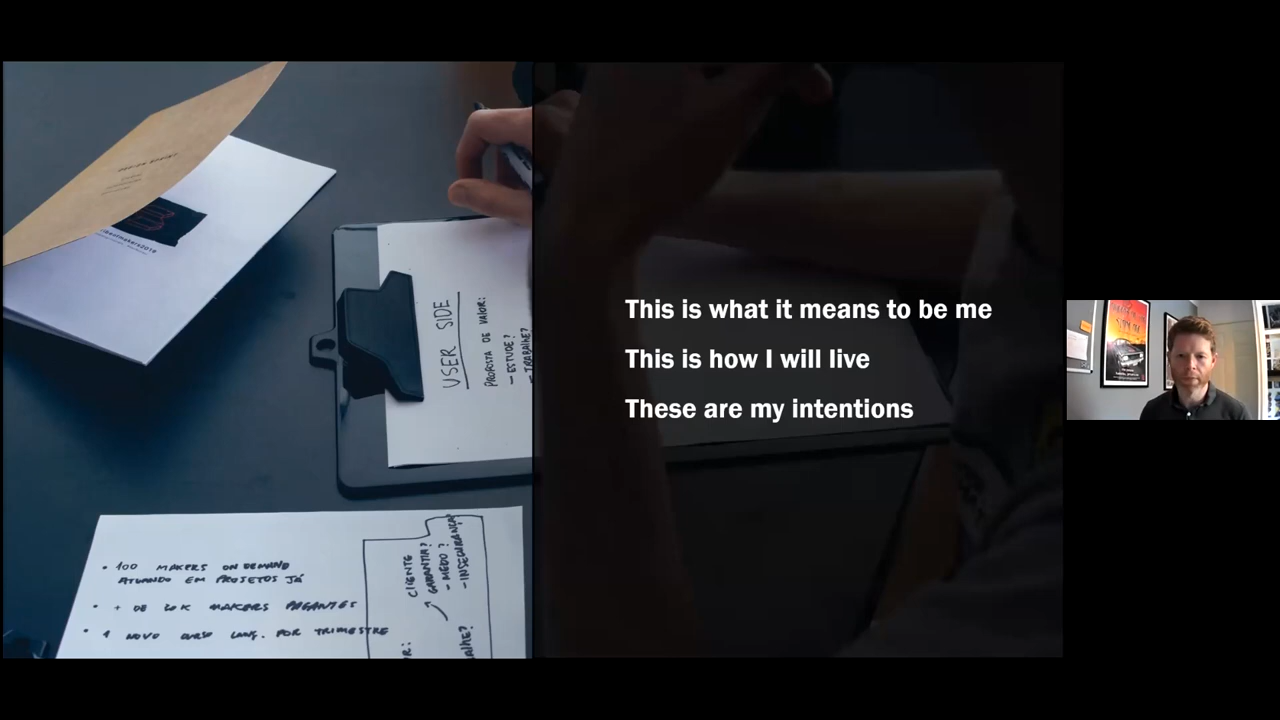 This is what it means to be me
This is how I will live
These are my intentions
USER SIDE
PROPOSTA DE VALOR:
- ESTUDE?
- TRABALHE?
• 100 MAKERS ON DEMAND
ATUANDO EM PROJETOS JÁ
• + DE 20K MAKERS PAGANTES
• 1 NOVO CURSO LANÇ. POR TRIMESTRE
CLIENTE
GARANTIA?
- MEDO?
- INSEGURANÇA